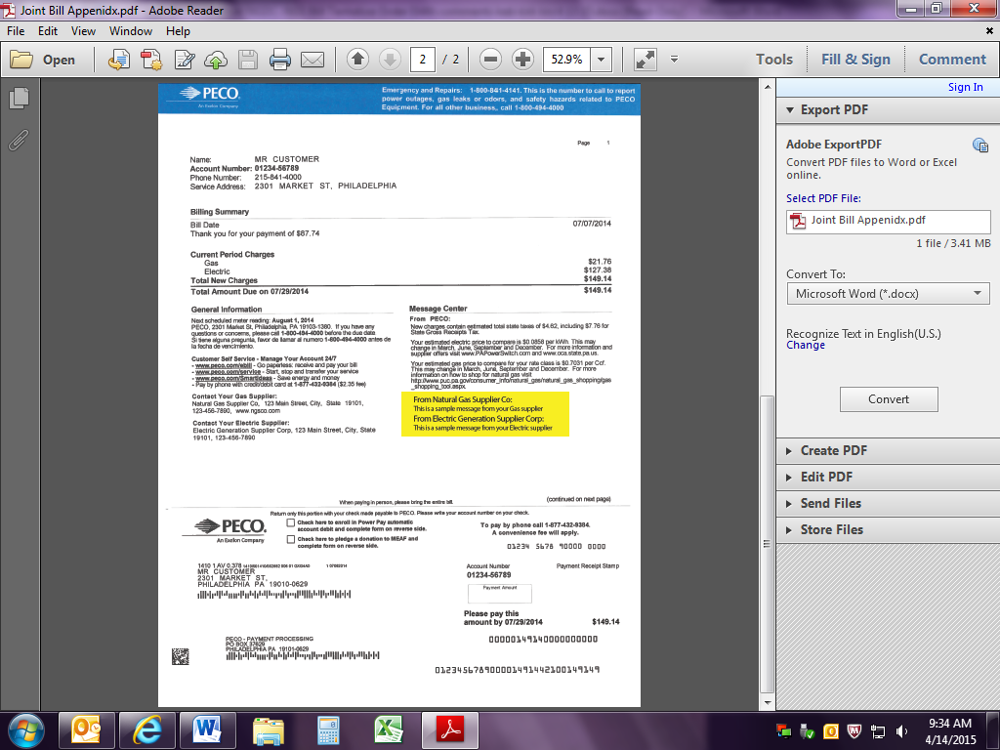 Joint Bill Appenidx.pdf - Adobe Reader
File Edit View Window Help
Open 2 / 2 52.9% Tools Fill & Sign Comment
Sign In
Export PDF
Adobe ExportPDF
Convert PDF files to Word or Excel
online.
Select PDF File:
Joint Bill Appenidx.pdf
1 file / 3.41 MB
Convert To:
Microsoft Word (*.docx)
Recognize Text in English(U.S.)
Change
Convert
Create PDF
Edit PDF
Send Files
Store Files
PECO.
An Exelon Company
Emergency and Repairs: 1-800-841-4141. This is the number to call to report
power outages, gas leaks or odors, and safety hazards related to PECO
Equipment. For all other business, call 1-800-494-4000
Page 1
Name: MR CUSTOMER
Account Number: 01234-56789
Phone Number: 215-841-4000
Service Address: 2301 MARKET ST, PHILADELPHIA
Billing Summary
Bill Date 07/07/2014
Thank you for your payment of $87.74
Current Period Charges
Gas $21.76
Electric $127.38
Total New Charges $149.14
Total Amount Due on 07/29/2014 $149.14
General Information
Next scheduled meter reading: August 1, 2014
PECO, 2301 Market St, Philadelphia, PA 19103-1380. If you have any
questions or concerns, please call 1-800-494-4000 before the due date
Si tiene alguna pregunta, favor de llamar al numero 1-800-494-4000 antes de
la fecha de vencimiento.
Customer Self Service - Manage Your Account 24/7
- www.peco.com/ebill - Go paperless: receive and pay your bill
- www.peco.com/service - Start, stop and transfer your service
- www.peco.com/Smartideas - Save energy and money
- Pay by phone with credit/debit card at 1-877-432-9384 ($2.35 fee)
Contact Your Gas Supplier:
Natural Gas Supplier Co, 123 Main Street, City, State 19101,
123-456-7890, www.ngsco.com
Contact Your Electric Supplier:
Electric Generation Supplier Corp, 123 Main Street, City, State
19101, 123-456-7890
Message Center
From PECO:
New charges contain estimated total state taxes of $4.62, including $7.76 for
State Gross Receipts Tax.
Your estimated electric price to compare is $0.0858 per kWh. This may
change in March, June, September and December. For more information and
supplier offers visit www.PAPowerSwitch.com and www.oca.state.pa.us.
Your estimated gas price to compare for your rate class is $0.7031 per Ccf.
This may change in March, June, September and December. For more
information on how to shop for natural gas visit
http://www.puc.pa.gov/consumer_info/natural_gas/natural_gas_shopping/gas
_shopping_tool.aspx.
From Natural Gas Supplier Co:
This is a sample message from your Gas supplier
From Electric Generation Supplier Corp:
This is a sample message from your Electric supplier
When paying in person, please bring the entire bill. (continued on next page)
Return only this portion with your check made payable to PECO. Please write your account number on your check.
PECO.
An Exelon Company
Check here to enroll in Power Pay automatic
account debit and complete form on reverse side.
Check here to pledge a donation to MEAF and
complete form on reverse side.
To pay by phone call 1-877-432-9384.
A convenience fee will apply.
01234 5678 90000 0000
1410 1 AV 0.378
MR CUSTOMER
2301 MARKET ST.
PHILADELPHIA PA 19010-0629
Account Number Payment Receipt Stamp
01234-56789
Payment Amount
Please pay this
amount by 07/29/2014 $149.14
PECO - PAYMENT PROCESSING
PO BOX 37629
PHILADELPHIA PA 19101-0629
9:34 AM
4/14/2015